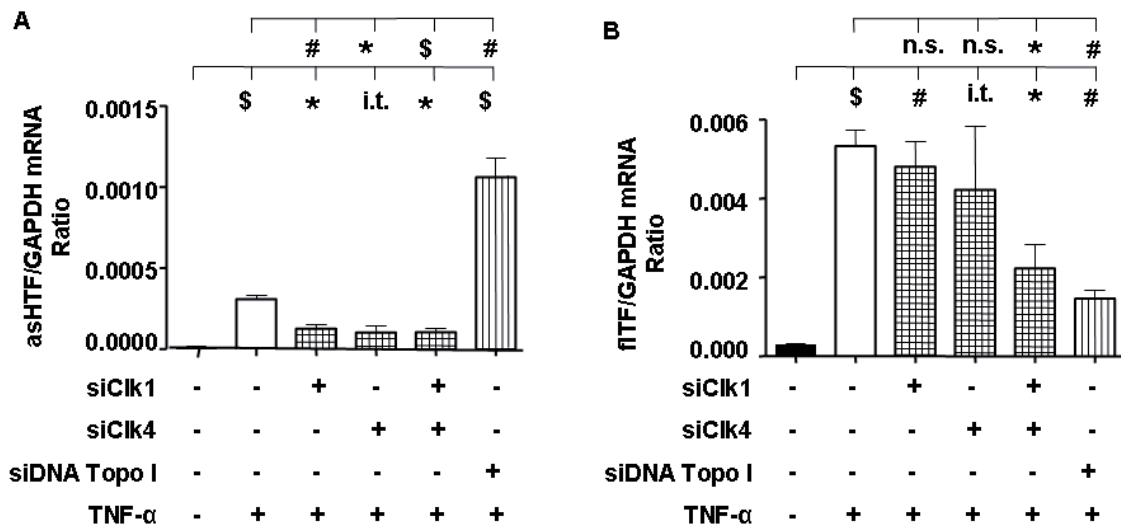 A
# * $ #
$ * i.t. * $
asHTF/GAPDH mRNA
Ratio
0.0015
0.0010
0.0005
0.0000
siClk1 - - + - + -
siClk4 - - - + + -
siDNA Topo I - - - - - +
TNF-α - + + + + +
B
n.s. n.s. * #
$ # i.t. * #
flTF/GAPDH mRNA
Ratio
0.006
0.004
0.002
0.000
siClk1 - - + - + -
siClk4 - - - + + -
siDNA Topo I - - - - - +
TNF-α - + + + + +